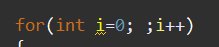 for(int i=0; ;i++)
{